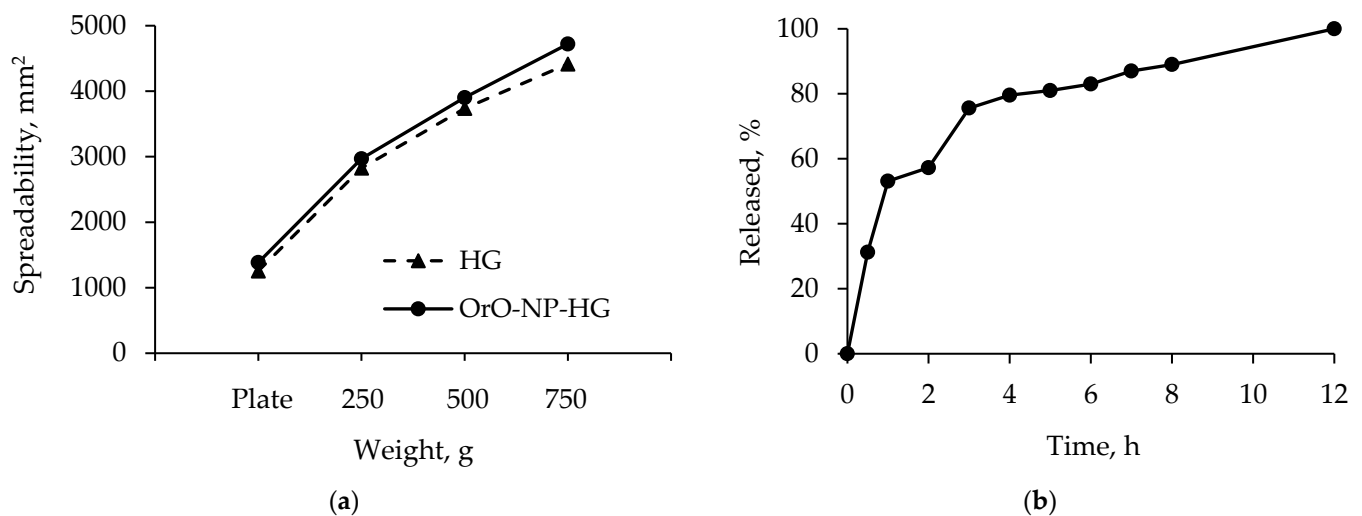 Spreadability, mm²
5000
4000
3000
2000
1000
0
HG
OrO-NP-HG
Plate 250 500 750
Weight, g
(a)
Released, %
100
80
60
40
20
0
0 2 4 6 8 10 12
Time, h
(b)